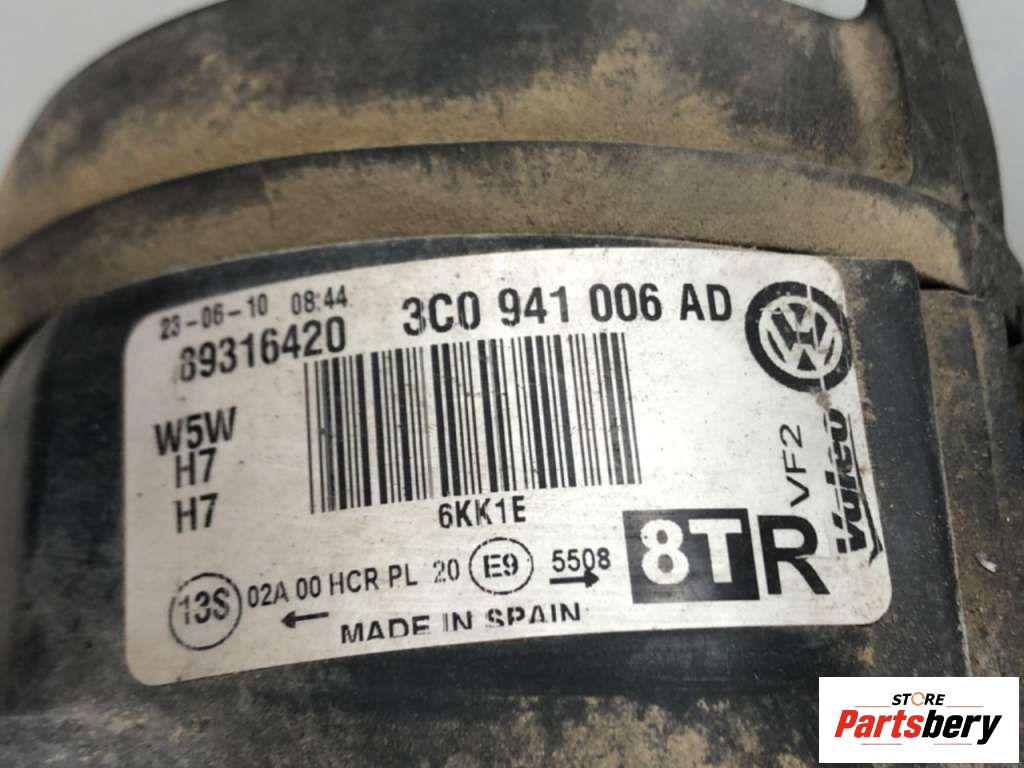 23-06-10 08:44
89316420 3C0 941 006 AD
W5W
H7
H7
6KK1E
VF2
Valeo
8T R
13S 02A 00 HCR PL 20 E9 5508 →
← MADE IN SPAIN
STORE
Partsbery